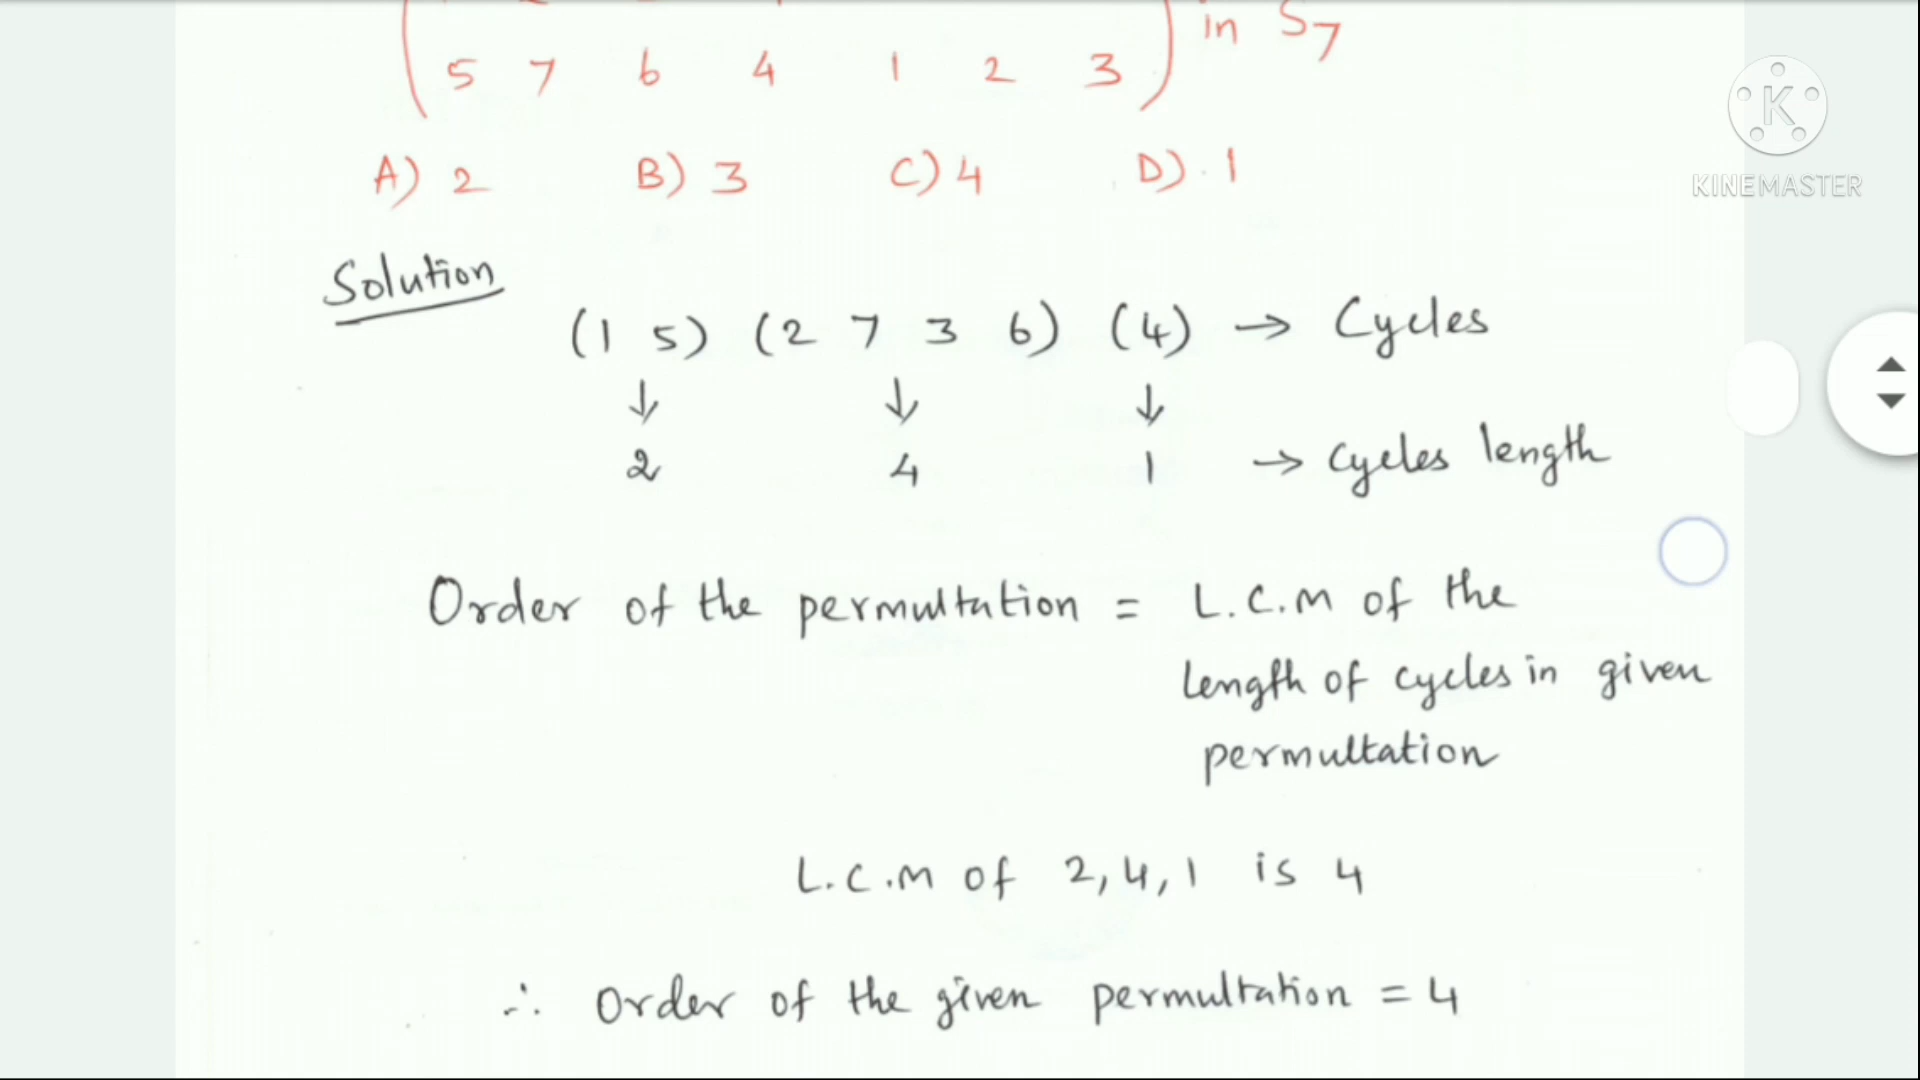 in S7
5 7 6 4 1 2 3
A) 2 B) 3 C) 4 D) 1
Solution
(1 5) (2 7 3 6) (4) → Cycles
↓ ↓ ↓
2 4 1 → cycles length
Order of the permultation = L.C.M of the
length of cycles in given
permultation
L.C.M of 2,4,1 is 4
∴ Order of the given permultation = 4
K
KINEMASTER